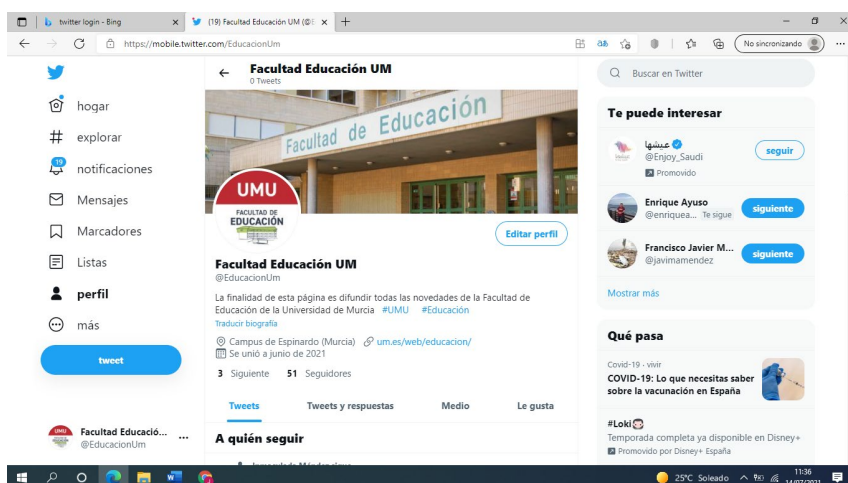 twitter login - Bing
(19) Facultad Educación UM (@E
https://mobile.twitter.com/EducacionUm
No sincronizando
hogar
explorar
19
notificaciones
Mensajes
Marcadores
Listas
perfil
más
tweet
Facultad Educació...
@EducacionUm
Facultad Educación UM
0 Tweets
Facultad de Educación
UMU
FACULTAD DE
EDUCACIÓN
Editar perfil
Facultad Educación UM
@EducacionUm
La finalidad de esta página es difundir todas las novedades de la Facultad de
Educación de la Universidad de Murcia #UMU #Educación
Traducir biografía
Campus de Espinardo (Murcia) um.es/web/educacion/
Se unió a junio de 2021
3 Siguiente 51 Seguidores
Tweets Tweets y respuestas Medio Le gusta
A quién seguir
Buscar en Twitter
Te puede interesar
عيشها
@Enjoy_Saudi
seguir
Promovido
Enrique Ayuso
@enriquea... Te sigue
siguiente
Francisco Javier M...
@javimamendez
siguiente
Mostrar más
Qué pasa
Covid-19 · vivir
COVID-19: Lo que necesitas saber
sobre la vacunación en España
#Loki
Temporada completa ya disponible en Disney+
Promovido por Disney+ España
25°C Soleado
11:36
14/07/2021